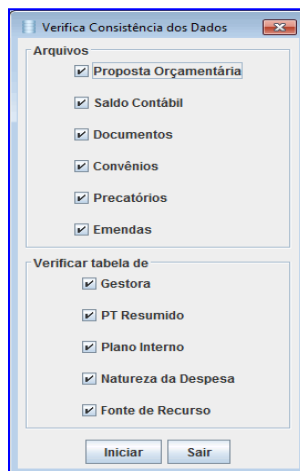 Verifica Consistência dos Dados
Arquivos
Proposta Orçamentária
Saldo Contábil
Documentos
Convênios
Precatórios
Emendas
Verificar tabela de
Gestora
PT Resumido
Plano Interno
Natureza da Despesa
Fonte de Recurso
Iniciar Sair